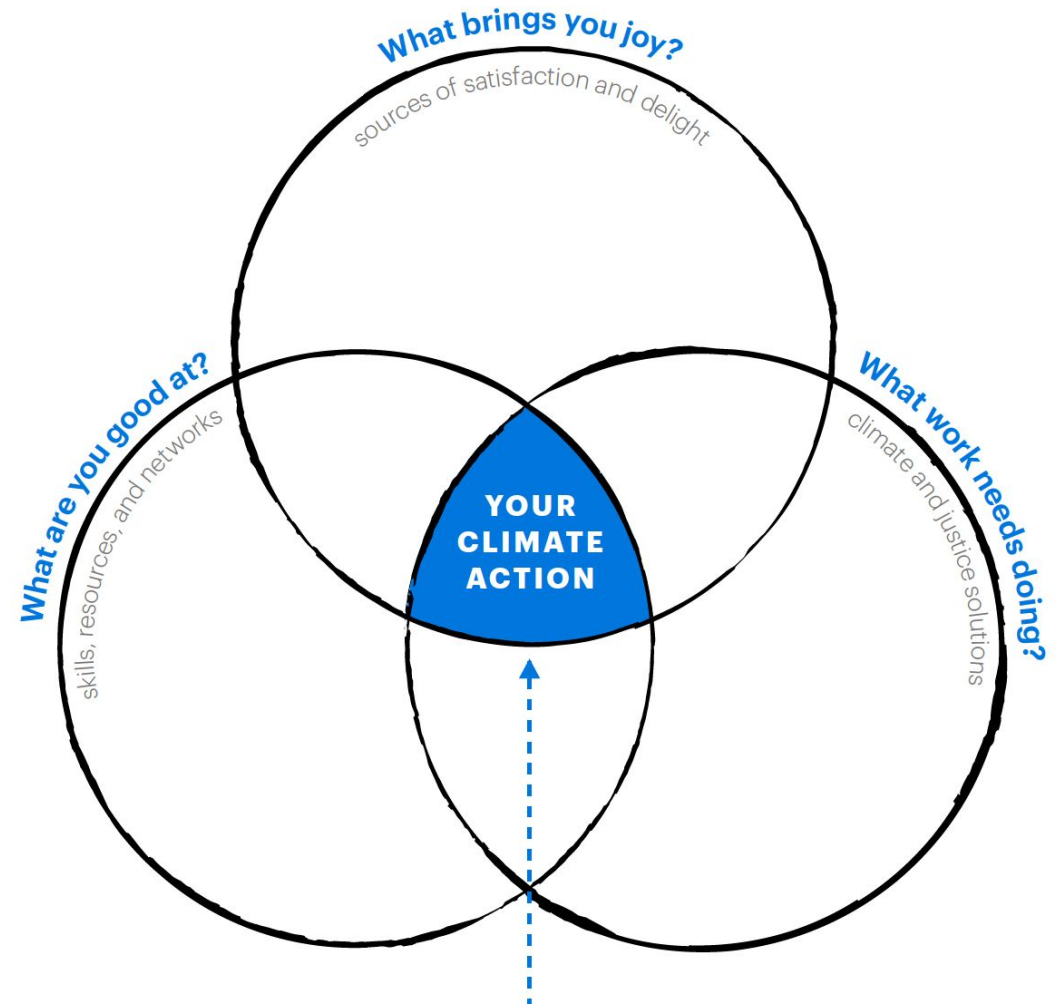 What brings you joy?
sources of satisfaction and delight
What are you good at?
skills, resources, and networks
What work needs doing?
climate and justice solutions
YOUR
CLIMATE
ACTION